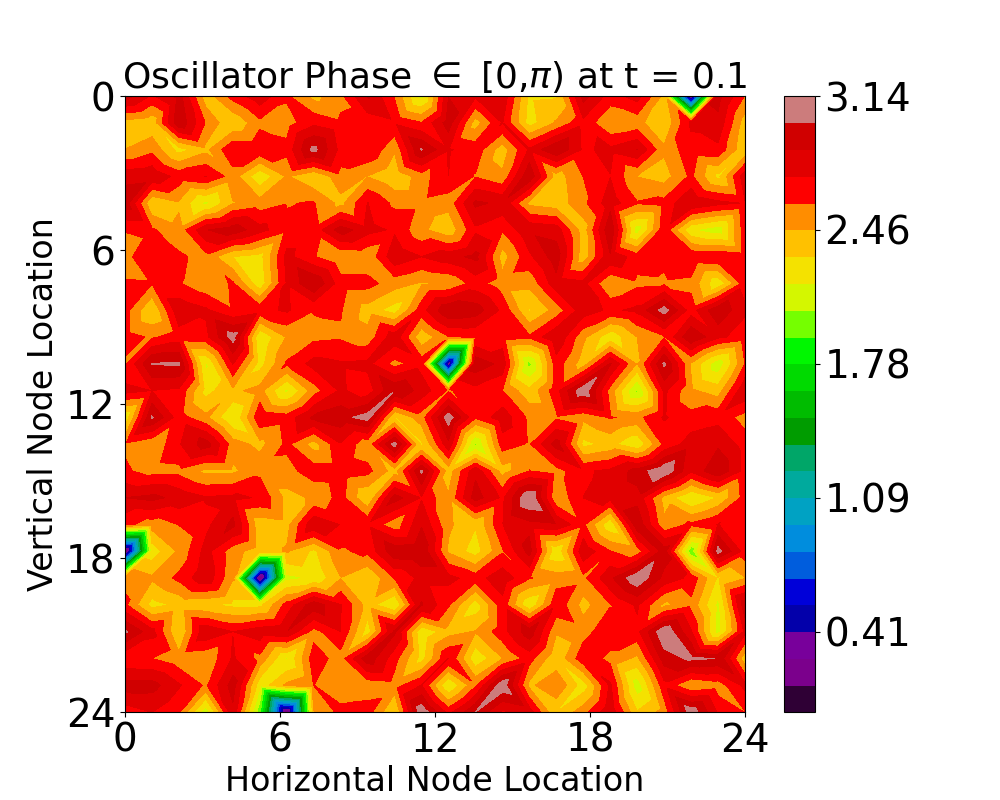 Oscillator Phase ∈ [0,π) at t = 0.1
0
6
12
18
24
0 6 12 18 24
Vertical Node Location
Horizontal Node Location
3.14
2.46
1.78
1.09
0.41